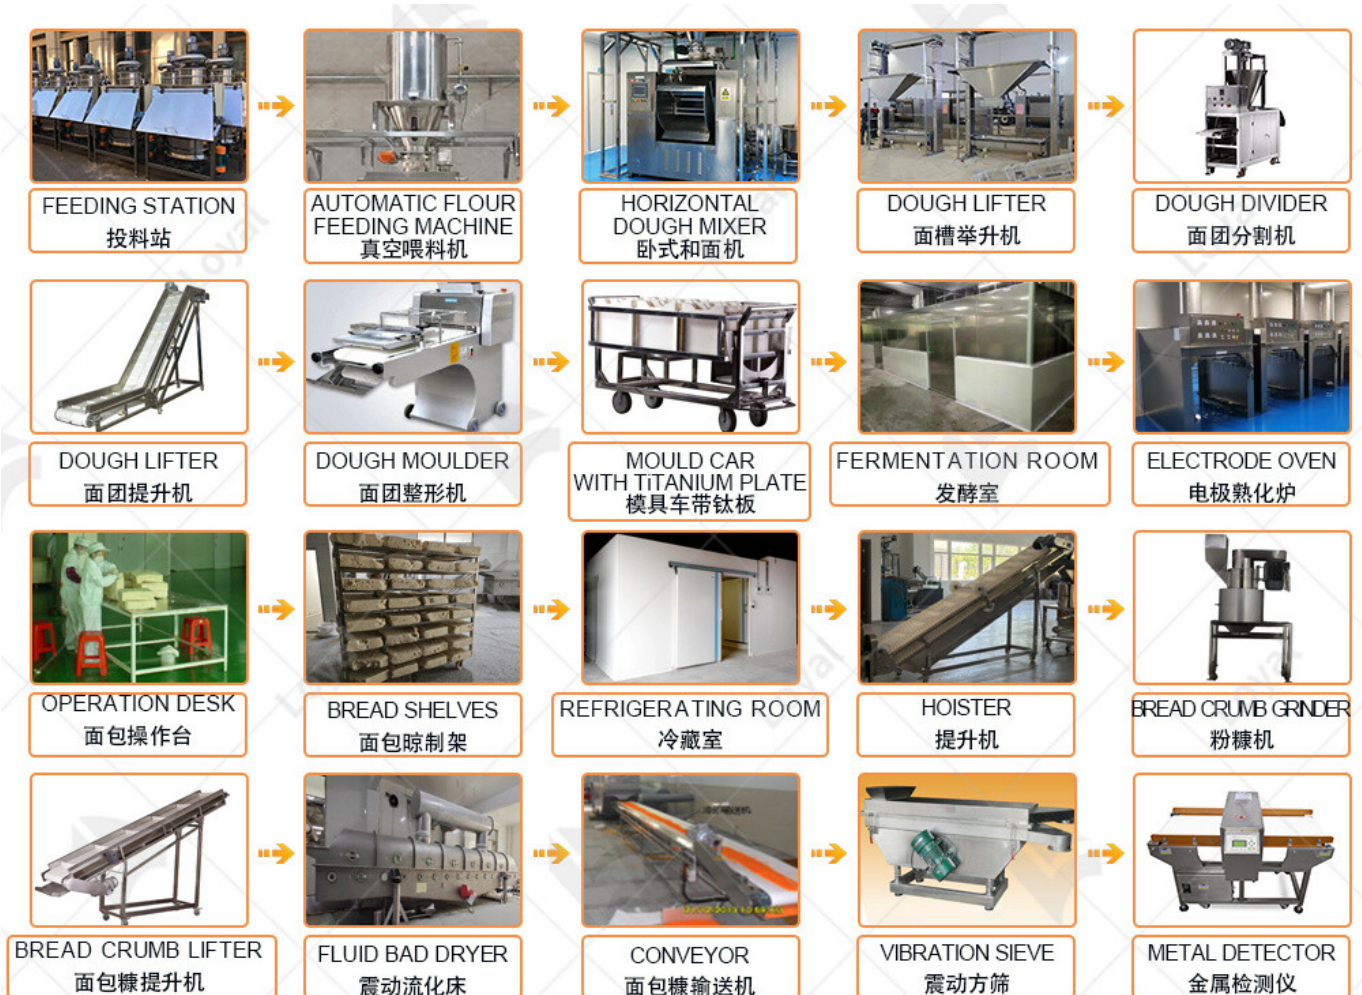 FEEDING STATION
投料站
AUTOMATIC FLOUR
FEEDING MACHINE
真空喂料机
HORIZONTAL
DOUGH MIXER
卧式和面机
DOUGH LIFTER
面槽举升机
DOUGH DIVIDER
面团分割机
DOUGH LIFTER
面团提升机
DOUGH MOULDER
面团整形机
MOULD CAR
WITH TiTANIUM PLATE
模具车带钛板
FERMENTATION ROOM
发酵室
ELECTRODE OVEN
电极熟化炉
OPERATION DESK
面包操作台
BREAD SHELVES
面包晾制架
REFRIGERATING ROOM
冷藏室
HOISTER
提升机
BREAD CRUMB GRINDER
粉糠机
BREAD CRUMB LIFTER
面包糠提升机
FLUID BAD DRYER
震动流化床
CONVEYOR
面包糠输送机
VIBRATION SIEVE
震动方筛
METAL DETECTOR
金属检测仪
Loyal
Loyal
Loyal
Loyal